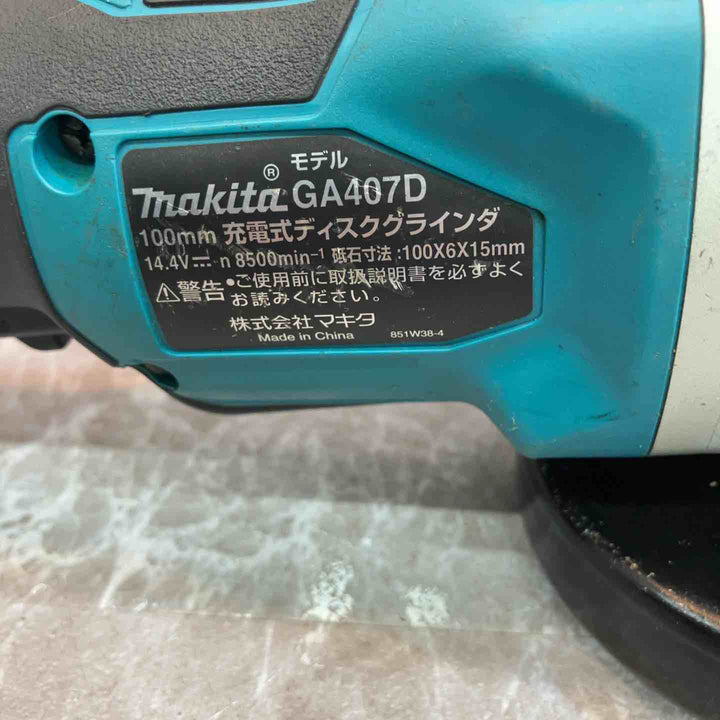 モデル
makita® GA407D
100mm 充電式ディスクグラインダ
14.4V⎓ n 8500min⁻¹ 砥石寸法:100X6X15mm
⚠警告 ●ご使用前に取扱説明書を必ずよく
お読みください。
株式会社マキタ
Made in China 851W38-4